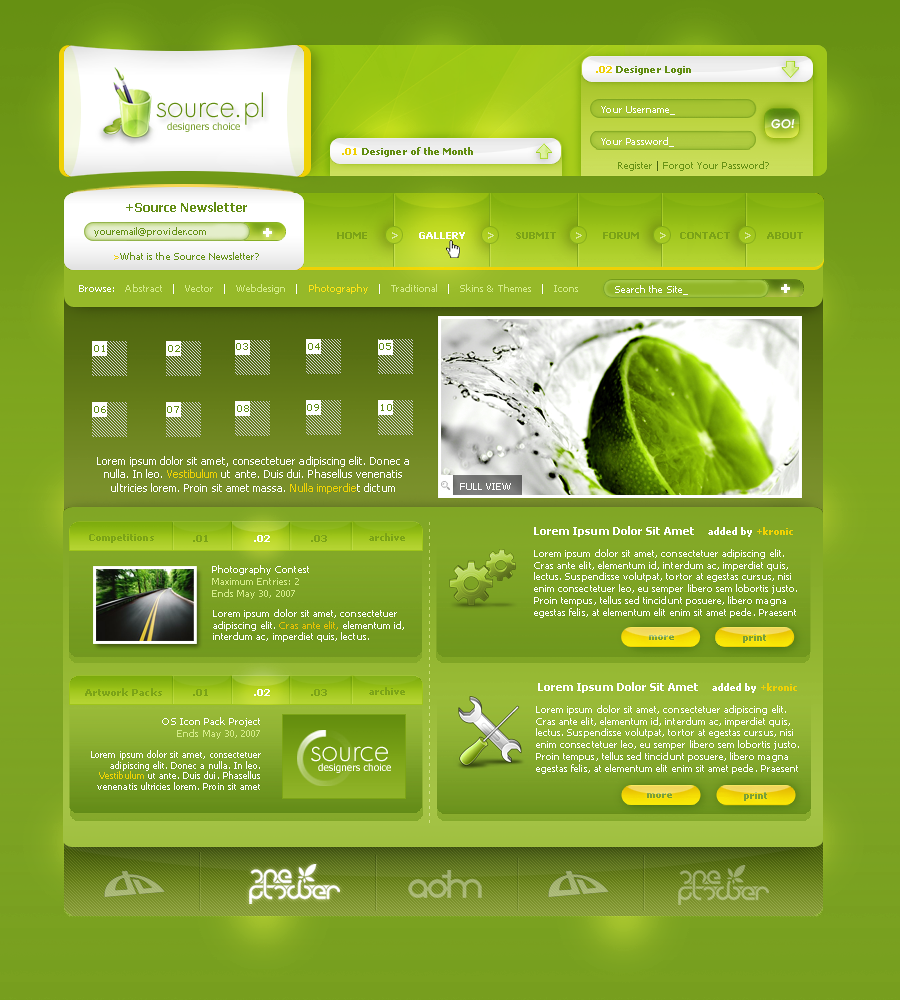 source.pl
designers choice
.01 Designer of the Month
.02 Designer Login
Your Username_
Your Password_
GO!
Register | Forgot Your Password?
+Source Newsletter
youremail@provider.com
>What is the Source Newsletter?
HOME > GALLERY > SUBMIT > FORUM > CONTACT > ABOUT
Browse: Abstract | Vector | Webdesign | Photography | Traditional | Skins & Themes | Icons
Search the Site_
01 02 03 04 05
06 07 08 09 10
Lorem ipsum dolor sit amet, consectetuer adipiscing elit. Donec a
nulla. In leo. Vestibulum ut ante. Duis dui. Phasellus venenatis
ultricies lorem. Proin sit amet massa. Nulla imperdiet dictum
FULL VIEW
Competitions .01 .02 .03 archive
Photography Contest
Maximum Entries: 2
Ends May 30, 2007
Lorem ipsum dolor sit amet, consectetuer
adipiscing elit. Cras ante elit, elementum id,
interdum ac, imperdiet quis, lectus.
Lorem Ipsum Dolor Sit Amet added by +kronic
Lorem ipsum dolor sit amet, consectetuer adipiscing elit.
Cras ante elit, elementum id, interdum ac, imperdiet quis,
lectus. Suspendisse volutpat, tortor at egestas cursus, nisi
enim consectetuer leo, eu semper libero sem lobortis justo.
Proin tempus, tellus sed tincidunt posuere, libero magna
egestas felis, at elementum elit sem eget pede. Praesent
more print
Artwork Packs .01 .02 .03 archive
OS Icon Pack Project
Ends May 30, 2007
Lorem ipsum dolor sit amet, consectetuer
adipiscing elit. Donec a nulla. In leo.
Vestibulum ut ante. Duis dui. Phasellus
venenatis ultricies lorem. Proin sit amet
source
designers choice
Lorem Ipsum Dolor Sit Amet added by +kronic
Lorem ipsum dolor sit amet, consectetuer adipiscing elit.
Cras ante elit, elementum id, interdum ac, imperdiet quis,
lectus. Suspendisse volutpat, tortor at egestas cursus, nisi
enim consectetuer leo, eu semper libero sem lobortis justo.
Proin tempus, tellus sed tincidunt posuere, libero magna
egestas felis, at elementum elit sem amet pede. Praesent
more print